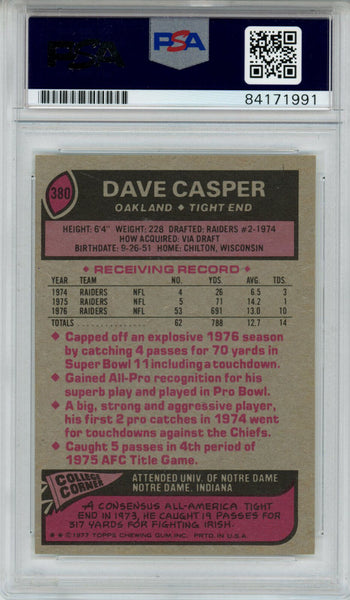 PSA
PSA
84171991
380
DAVE CASPER
OAKLAND ◆ TIGHT END
HEIGHT: 6'4" WEIGHT: 228 DRAFTED: RAIDERS #2-1974
HOW ACQUIRED: VIA DRAFT
BIRTHDATE: 9-26-51 HOME: CHILTON, WISCONSIN
◆ RECEIVING RECORD ◆
YEAR TEAM NO. YDS. AVG. TDS.
1974 RAIDERS NFL 4 26 6.5 3
1975 RAIDERS NFL 5 71 14.2 1
1976 RAIDERS NFL 53 691 13.0 10
TOTALS 62 788 12.7 14
◆ Capped off an explosive 1976 season
by catching 4 passes for 70 yards in
Super Bowl 11 including a touchdown.
◆ Gained All-Pro recognition for his
superb play and played in Pro Bowl.
◆ A big, strong and aggressive player,
his first 2 pro catches in 1974 went
for touchdowns against the Chiefs.
◆ Caught 5 passes in 4th period of
1975 AFC Title Game.
COLLEGE
CORNER
ATTENDED UNIV. OF NOTRE DAME
NOTRE DAME, INDIANA
A CONSENSUS ALL-AMERICA TIGHT
END IN 1973, HE CAUGHT 19 PASSES FOR
317 YARDS FOR FIGHTING IRISH.
★ ★ © 1977 TOPPS CHEWING GUM INC. PRTD. IN U.S.A.